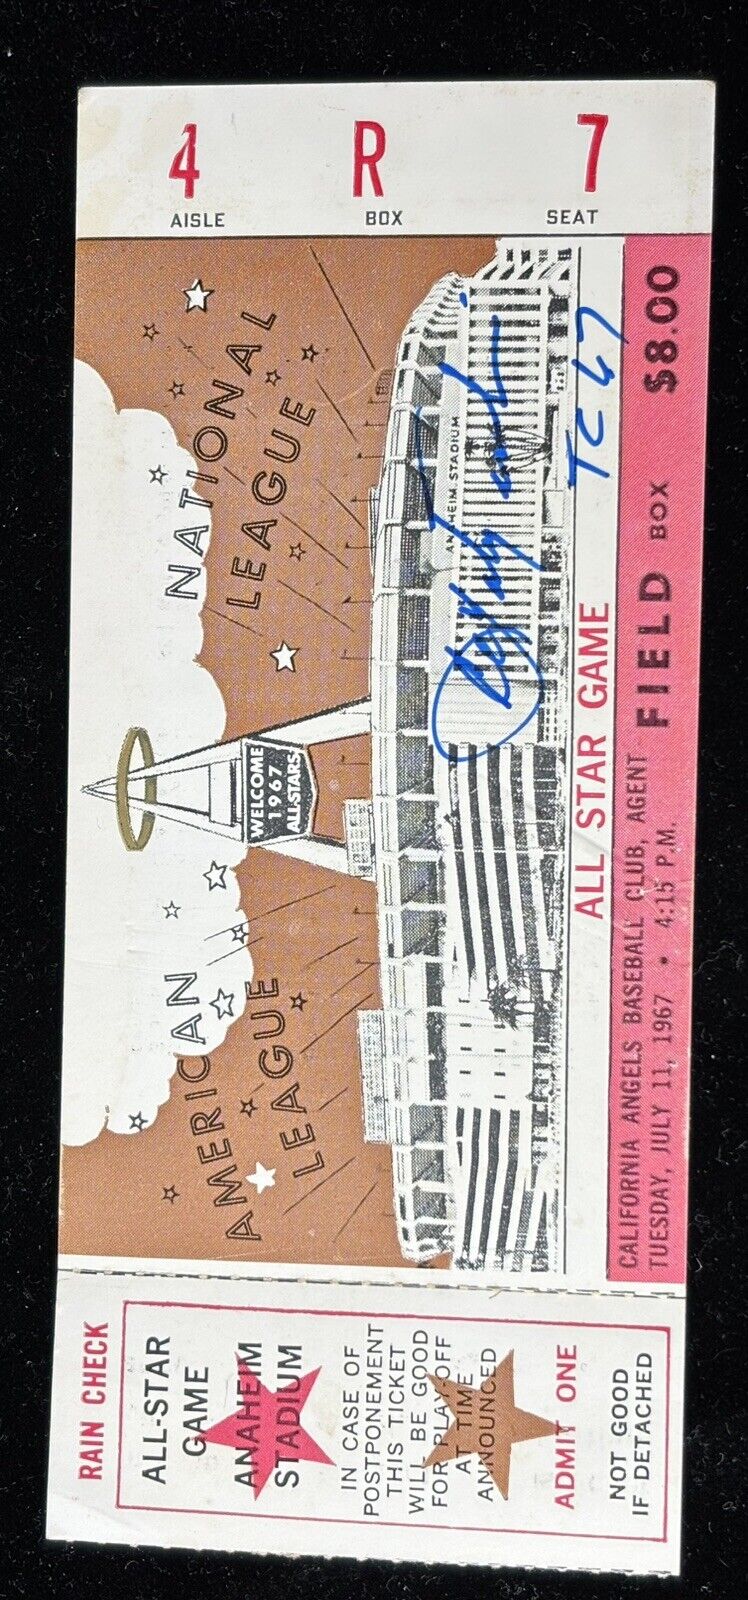 4 R 7
AISLE BOX SEAT
NATIONAL
LEAGUE
AMERICAN
LEAGUE
WELCOME
1967
ALL-STARS
ANAHEIM STADIUM
TC 67
ALL STAR GAME
CALIFORNIA ANGELS BASEBALL CLUB, AGENT
TUESDAY, JULY 11, 1967 • 4:15 P.M.
FIELD BOX $8.00
RAIN CHECK
ALL-STAR
GAME
ANAHEIM
STADIUM
IN CASE OF
POSTPONEMENT
THIS TICKET
WILL BE GOOD
FOR PLAYOFF
AT TIME
ANNOUNCED
ADMIT ONE
NOT GOOD
IF DETACHED